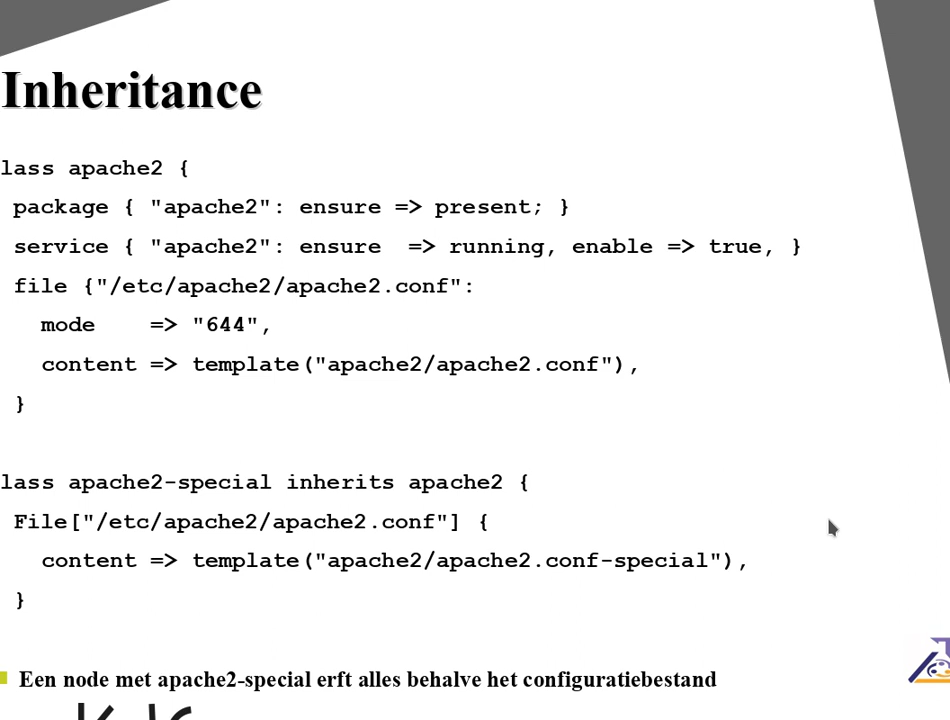 Inheritance
lass apache2 {
package { "apache2": ensure => present; }
service { "apache2": ensure  => running, enable => true, }
file {"/etc/apache2/apache2.conf":
mode    => "644",
content => template("apache2/apache2.conf"),
}
lass apache2-special inherits apache2 {
File["/etc/apache2/apache2.conf"] {
content => template("apache2/apache2.conf-special"),
}
Een node met apache2-special erft alles behalve het configuratiebestand